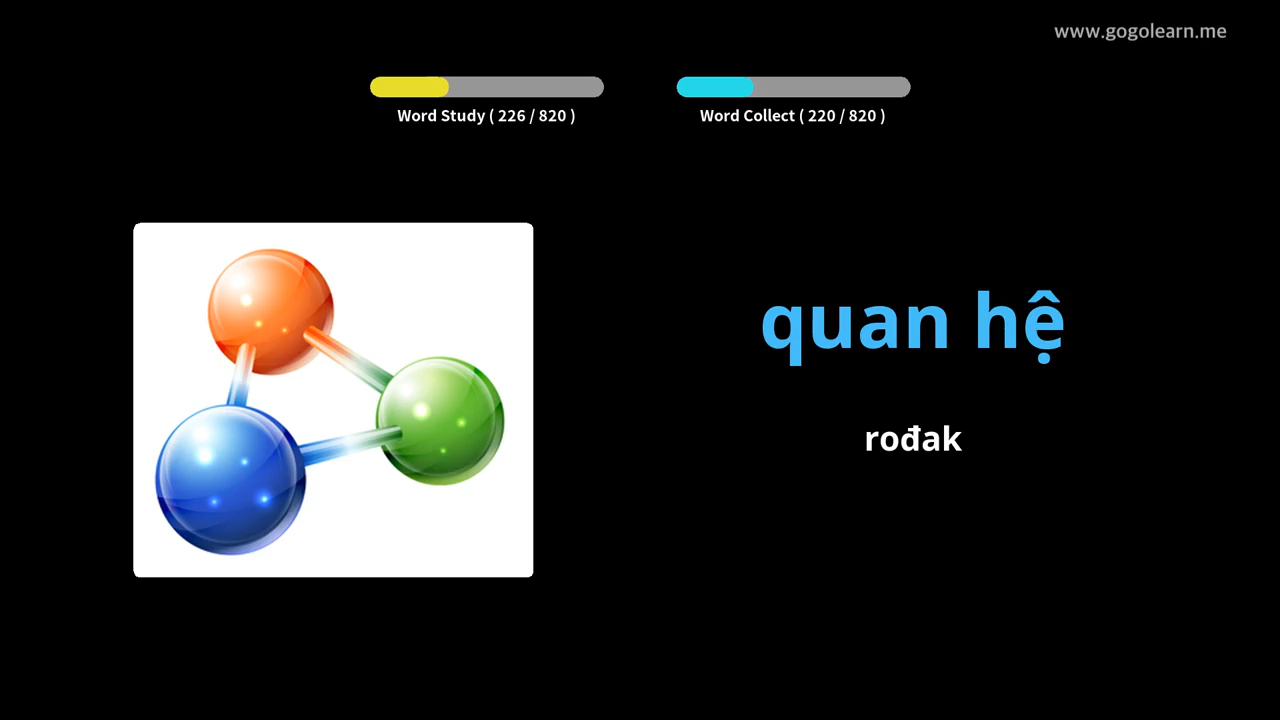 www.gogolearn.me
Word Study ( 226 / 820 )
Word Collect ( 220 / 820 )
quan hệ
rođak